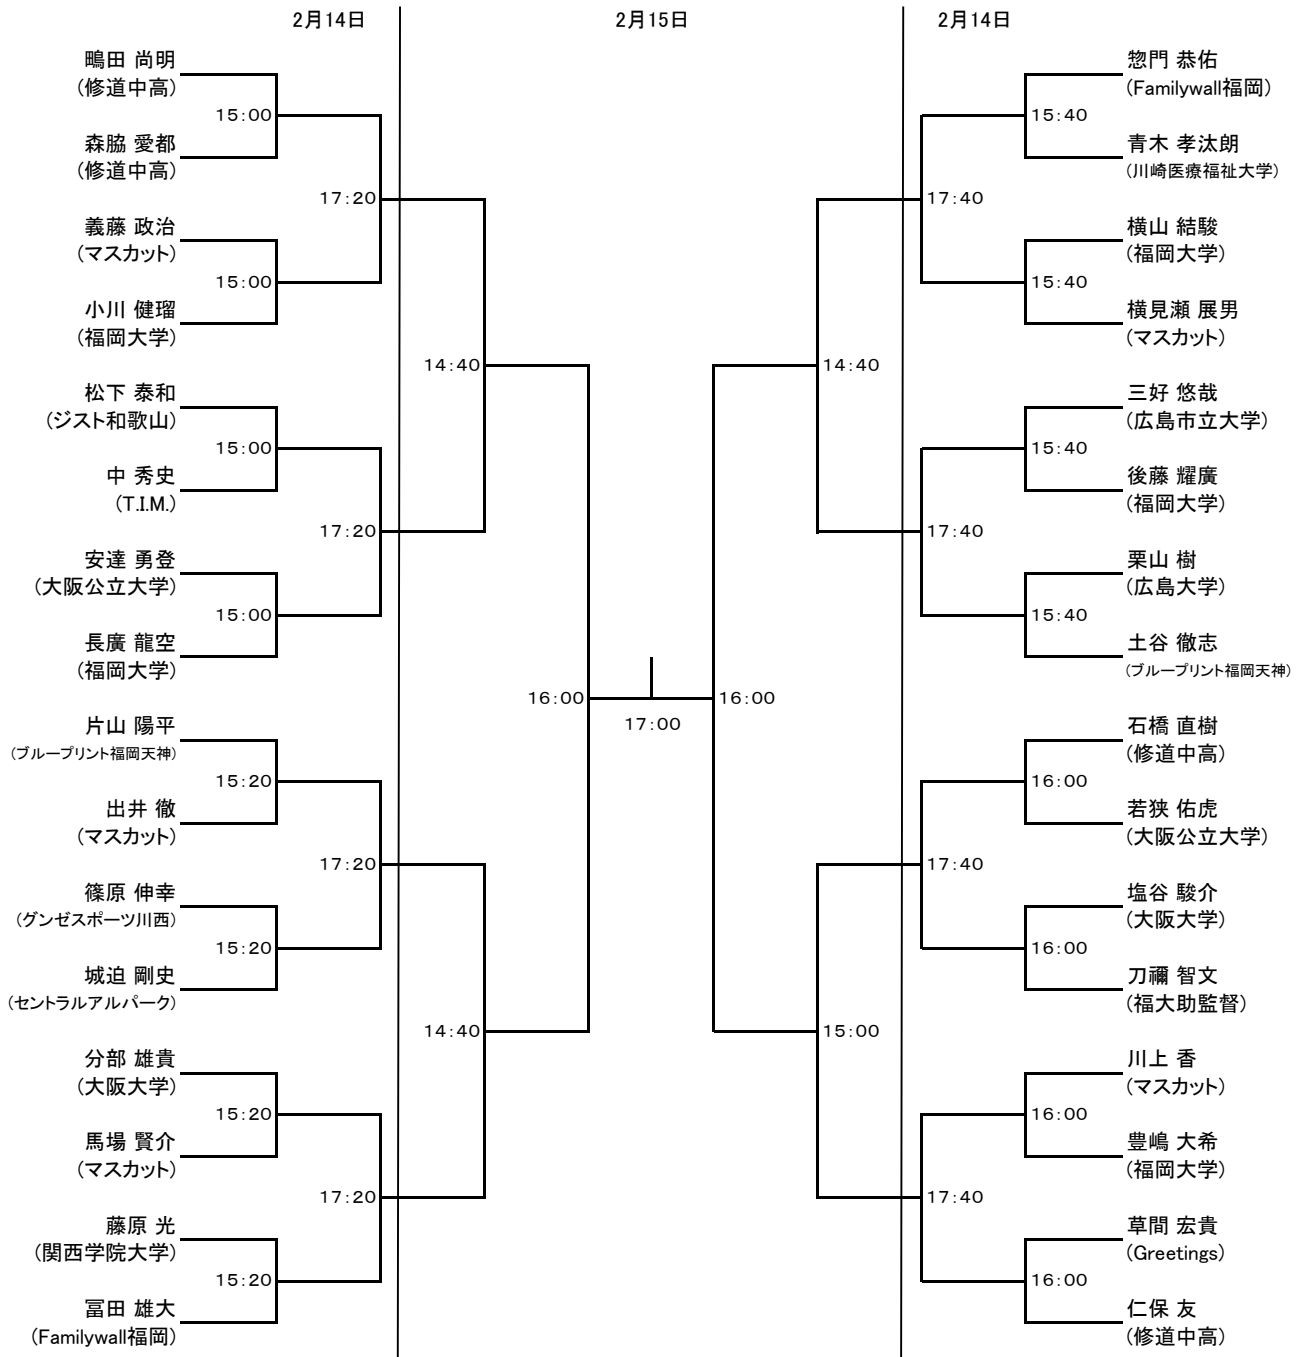 2月14日
2月15日
2月14日
鴫田 尚明
(修道中高)
15:00
森脇 愛都
(修道中高)
17:20
義藤 政治
(マスカット)
15:00
小川 健瑠
(福岡大学)
14:40
松下 泰和
(ジスト和歌山)
15:00
中 秀史
(T.I.M.)
17:20
安達 勇登
(大阪公立大学)
15:00
長廣 龍空
(福岡大学)
16:00
片山 陽平
(ブループリント福岡天神)
15:20
出井 徹
(マスカット)
17:20
篠原 伸幸
(グンゼスポーツ川西)
15:20
城迫 剛史
(セントラルアルパーク)
14:40
分部 雄貴
(大阪大学)
15:20
馬場 賢介
(マスカット)
17:20
藤原 光
(関西学院大学)
15:20
冨田 雄大
(Familywall福岡)
17:00
惣門 恭佑
(Familywall福岡)
15:40
青木 孝汰朗
(川崎医療福祉大学)
17:40
横山 結駿
(福岡大学)
15:40
横見瀬 展男
(マスカット)
14:40
三好 悠哉
(広島市立大学)
15:40
後藤 耀廣
(福岡大学)
17:40
栗山 樹
(広島大学)
15:40
土谷 徹志
(ブループリント福岡天神)
16:00
石橋 直樹
(修道中高)
16:00
若狭 佑虎
(大阪公立大学)
17:40
塩谷 駿介
(大阪大学)
16:00
刀禰 智文
(福大助監督)
15:00
川上 香
(マスカット)
16:00
豊嶋 大希
(福岡大学)
17:40
草間 宏貴
(Greetings)
16:00
仁保 友
(修道中高)